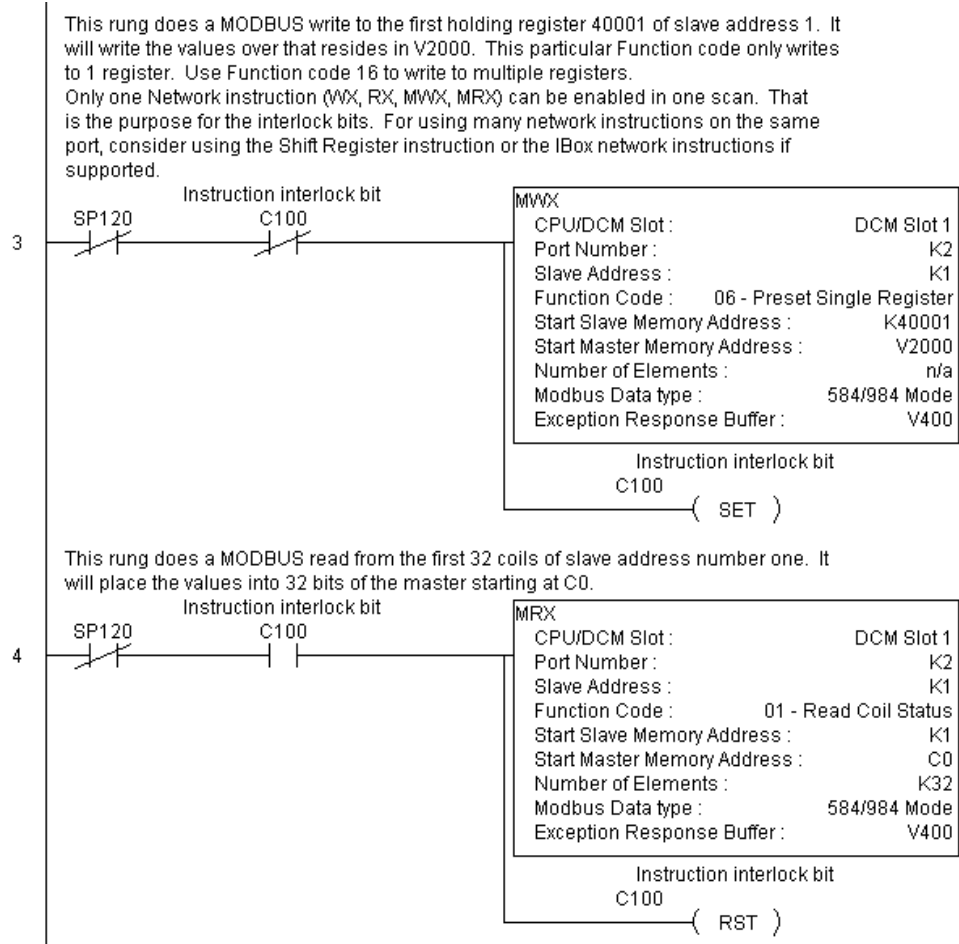 This rung does a MODBUS write to the first holding register 40001 of slave address 1. It
will write the values over that resides in V2000. This particular Function code only writes
to 1 register. Use Function code 16 to write to multiple registers.
Only one Network instruction (WX, RX, MWX, MRX) can be enabled in one scan. That
is the purpose for the interlock bits. For using many network instructions on the same
port, consider using the Shift Register instruction or the IBox network instructions if
supported.
Instruction interlock bit
SP120 C100
3
MWX
CPU/DCM Slot : DCM Slot 1
Port Number : K2
Slave Address : K1
Function Code : 06 - Preset Single Register
Start Slave Memory Address : K40001
Start Master Memory Address : V2000
Number of Elements : n/a
Modbus Data type : 584/984 Mode
Exception Response Buffer : V400
Instruction interlock bit
C100
( SET )
This rung does a MODBUS read from the first 32 coils of slave address number one. It
will place the values into 32 bits of the master starting at C0.
Instruction interlock bit
SP120 C100
4
MRX
CPU/DCM Slot : DCM Slot 1
Port Number : K2
Slave Address : K1
Function Code : 01 - Read Coil Status
Start Slave Memory Address : K1
Start Master Memory Address : C0
Number of Elements : K32
Modbus Data type : 584/984 Mode
Exception Response Buffer : V400
Instruction interlock bit
C100
( RST )